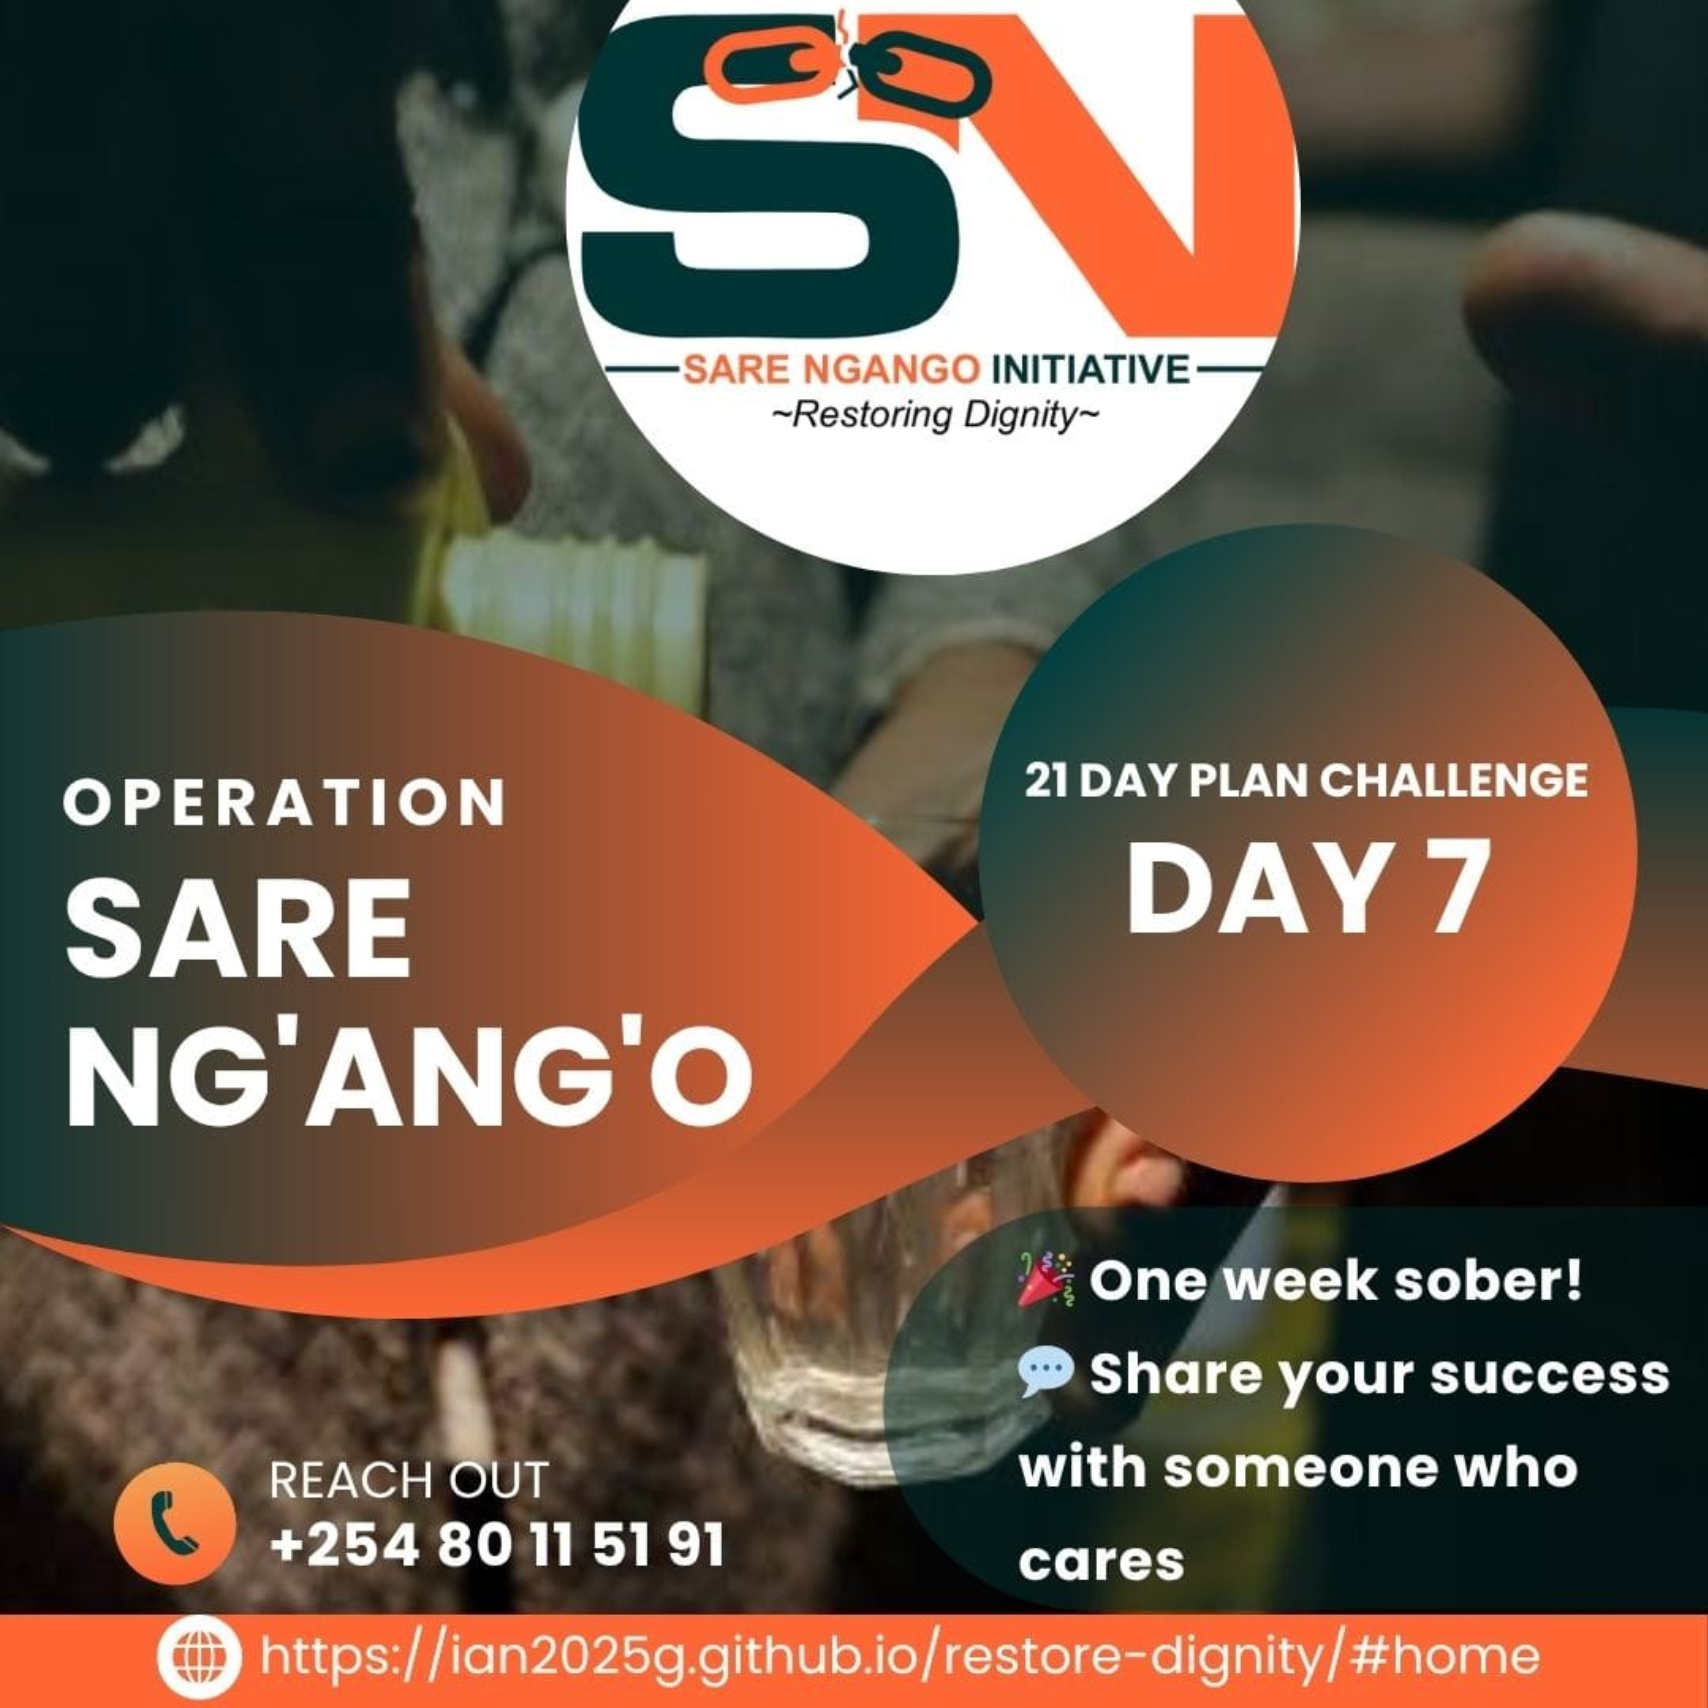 SN
SARE NGANGO INITIATIVE
~Restoring Dignity~
OPERATION
SARE
NG'ANG'O
21 DAY PLAN CHALLENGE
DAY 7
🎉 One week sober!
💬 Share your success
with someone who
cares
REACH OUT
+254 80 11 51 91
https://ian2025g.github.io/restore-dignity/#home